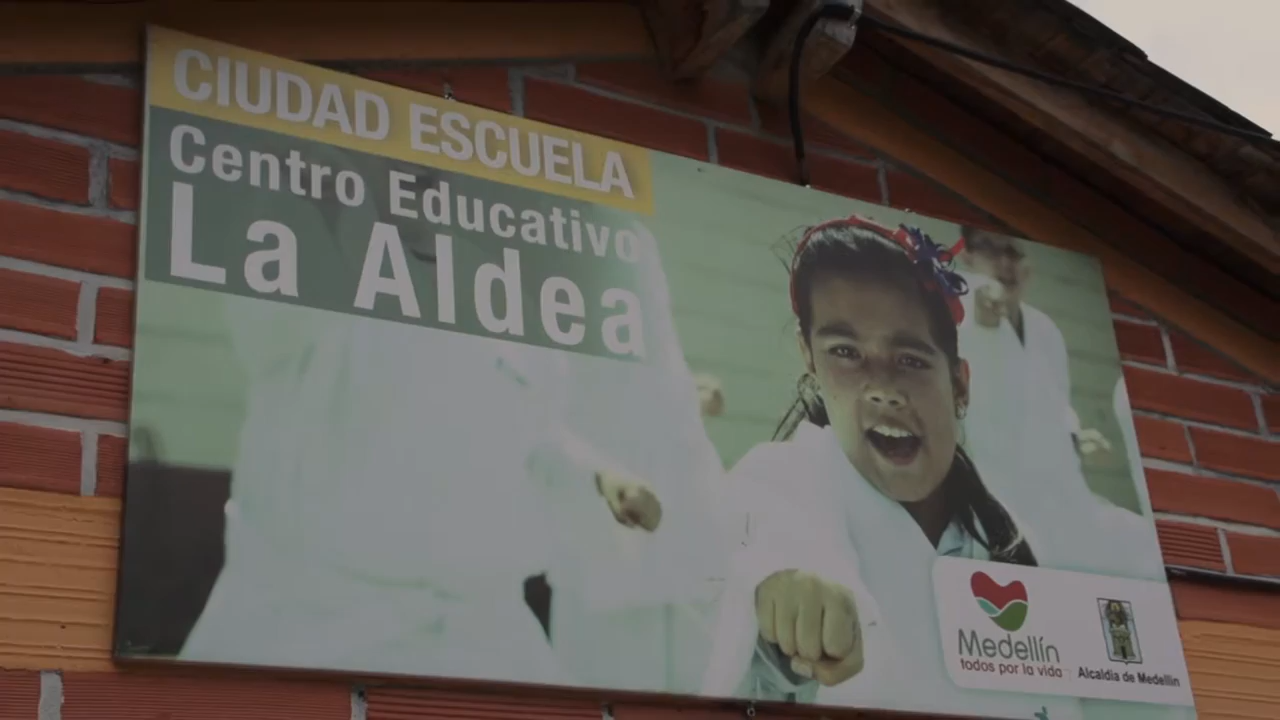 CIUDAD ESCUELA
Centro Educativo
La Aldea
Medellín
todos por la vida
Alcaldía de Medellín